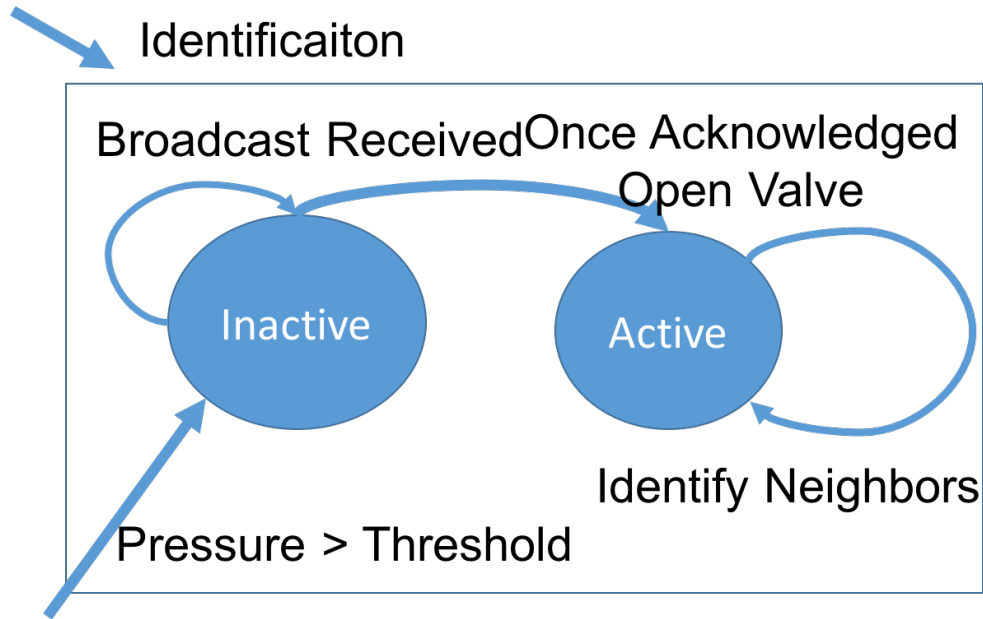 Identificaiton
Broadcast Received
Once Acknowledged
Open Valve
Inactive
Active
Identify Neighbors
Pressure > Threshold